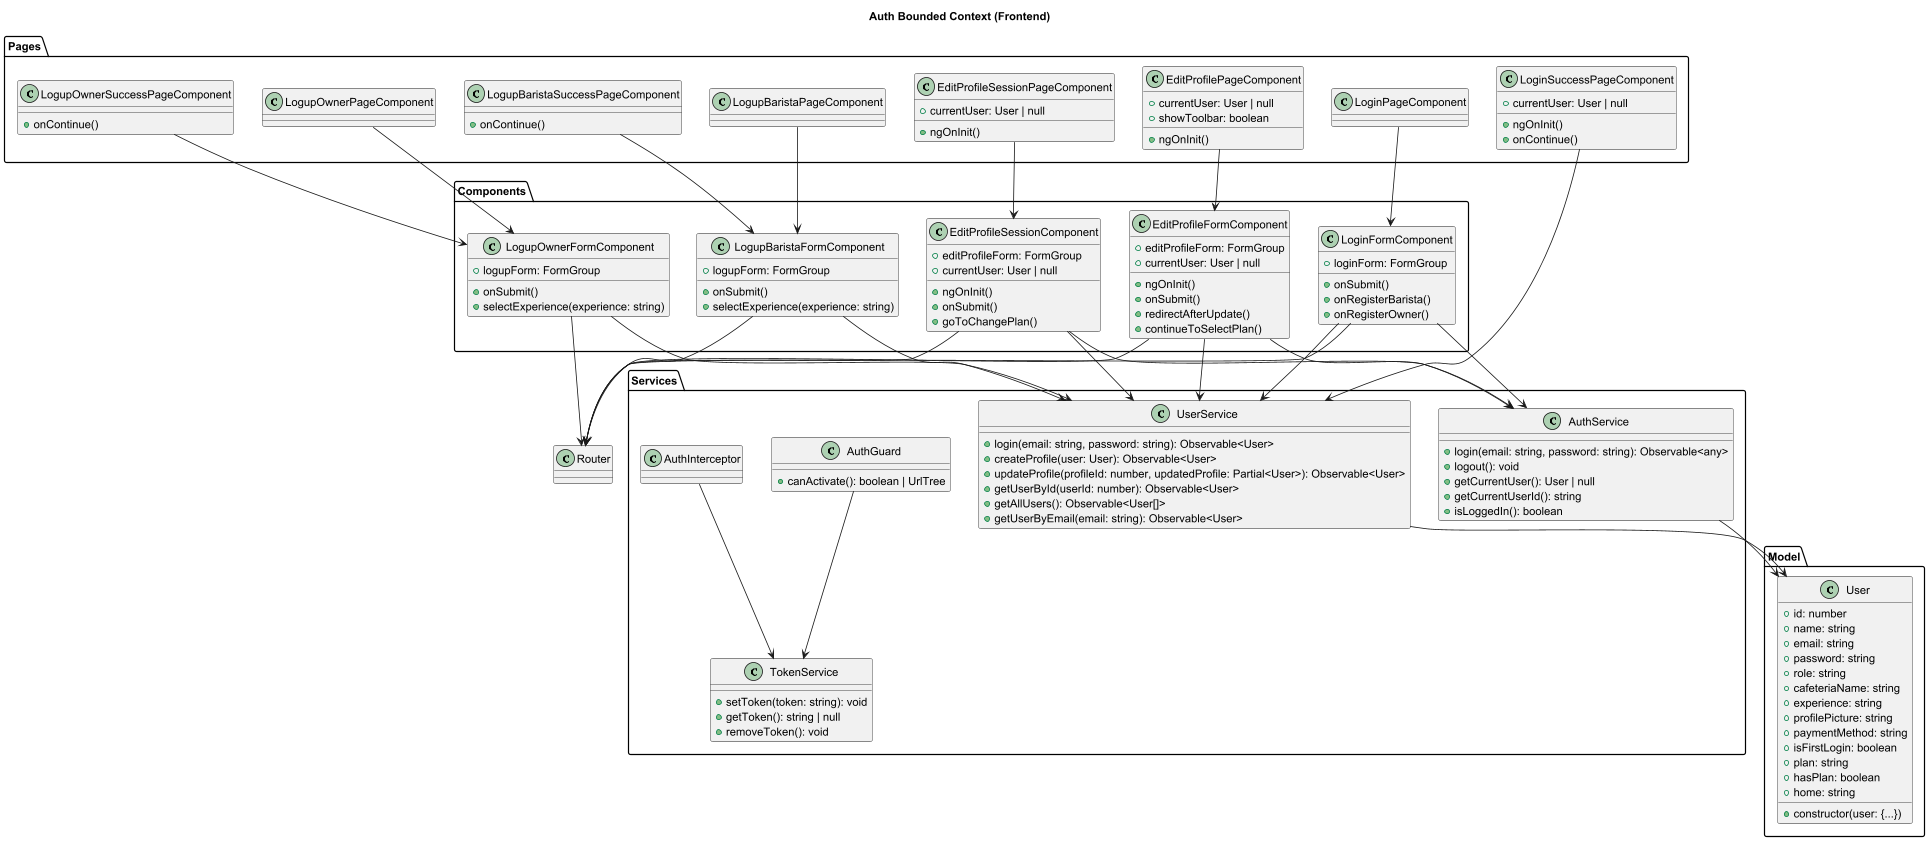 Auth Bounded Context (Frontend)
Pages
C LogupOwnerSuccessPageComponent
onContinue()
C LogupOwnerPageComponent
C LogupBaristaSuccessPageComponent
onContinue()
C LogupBaristaPageComponent
C EditProfileSessionPageComponent
currentUser: User | null
ngOnInit()
C EditProfilePageComponent
currentUser: User | null
showToolbar: boolean
ngOnInit()
C LoginPageComponent
C LoginSuccessPageComponent
currentUser: User | null
ngOnInit()
onContinue()
Components
C LogupOwnerFormComponent
logupForm: FormGroup
onSubmit()
selectExperience(experience: string)
C LogupBaristaFormComponent
logupForm: FormGroup
onSubmit()
selectExperience(experience: string)
C EditProfileSessionComponent
editProfileForm: FormGroup
currentUser: User | null
ngOnInit()
onSubmit()
goToChangePlan()
C EditProfileFormComponent
editProfileForm: FormGroup
currentUser: User | null
ngOnInit()
onSubmit()
redirectAfterUpdate()
continueToSelectPlan()
C LoginFormComponent
loginForm: FormGroup
onSubmit()
onRegisterBarista()
onRegisterOwner()
Services
C Router
C AuthInterceptor
C AuthGuard
canActivate(): boolean | UrlTree
C UserService
login(email: string, password: string): Observable<User>
createProfile(user: User): Observable<User>
updateProfile(profileId: number, updatedProfile: Partial<User>): Observable<User>
getUserById(userId: number): Observable<User>
getAllUsers(): Observable<User[]>
getUserByEmail(email: string): Observable<User>
C AuthService
login(email: string, password: string): Observable<any>
logout(): void
getCurrentUser(): User | null
getCurrentUserId(): string
isLoggedIn(): boolean
C TokenService
setToken(token: string): void
getToken(): string | null
removeToken(): void
Model
C User
id: number
name: string
email: string
password: string
role: string
cafeteriaName: string
experience: string
profilePicture: string
paymentMethod: string
isFirstLogin: boolean
plan: string
hasPlan: boolean
home: string
constructor(user: {...})